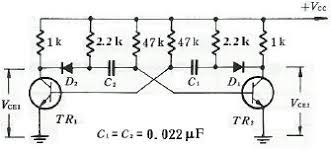 +Vcc
1k 2.2k 47k 47k 2.2k 1k
D₂ C₂ C₁ D₁
VCE1 VCE2
TR₁ TR₂
C₁ = C₂ = 0.022 μF